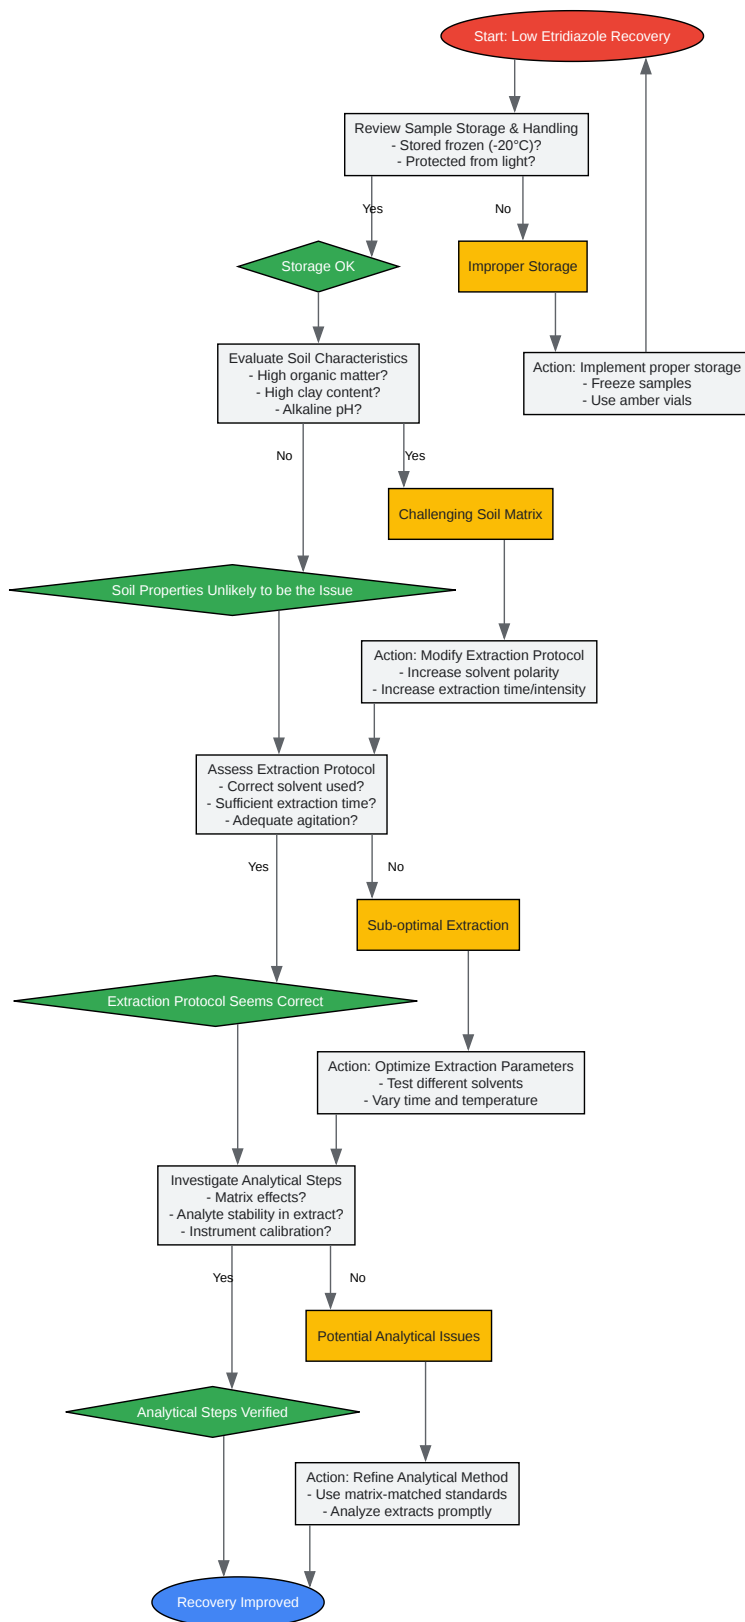 Start: Low Etridiazole Recovery
Review Sample Storage & Handling
- Stored frozen (-20°C)?
- Protected from light?
Yes
No
Storage OK
Improper Storage
Evaluate Soil Characteristics
- High organic matter?
- High clay content?
- Alkaline pH?
Action: Implement proper storage
- Freeze samples
- Use amber vials
No
Yes
Challenging Soil Matrix
Soil Properties Unlikely to be the Issue
Action: Modify Extraction Protocol
- Increase solvent polarity
- Increase extraction time/intensity
Assess Extraction Protocol
- Correct solvent used?
- Sufficient extraction time?
- Adequate agitation?
Yes
No
Sub-optimal Extraction
Extraction Protocol Seems Correct
Action: Optimize Extraction Parameters
- Test different solvents
- Vary time and temperature
Investigate Analytical Steps
- Matrix effects?
- Analyte stability in extract?
- Instrument calibration?
Yes
No
Potential Analytical Issues
Analytical Steps Verified
Action: Refine Analytical Method
- Use matrix-matched standards
- Analyze extracts promptly
Recovery Improved